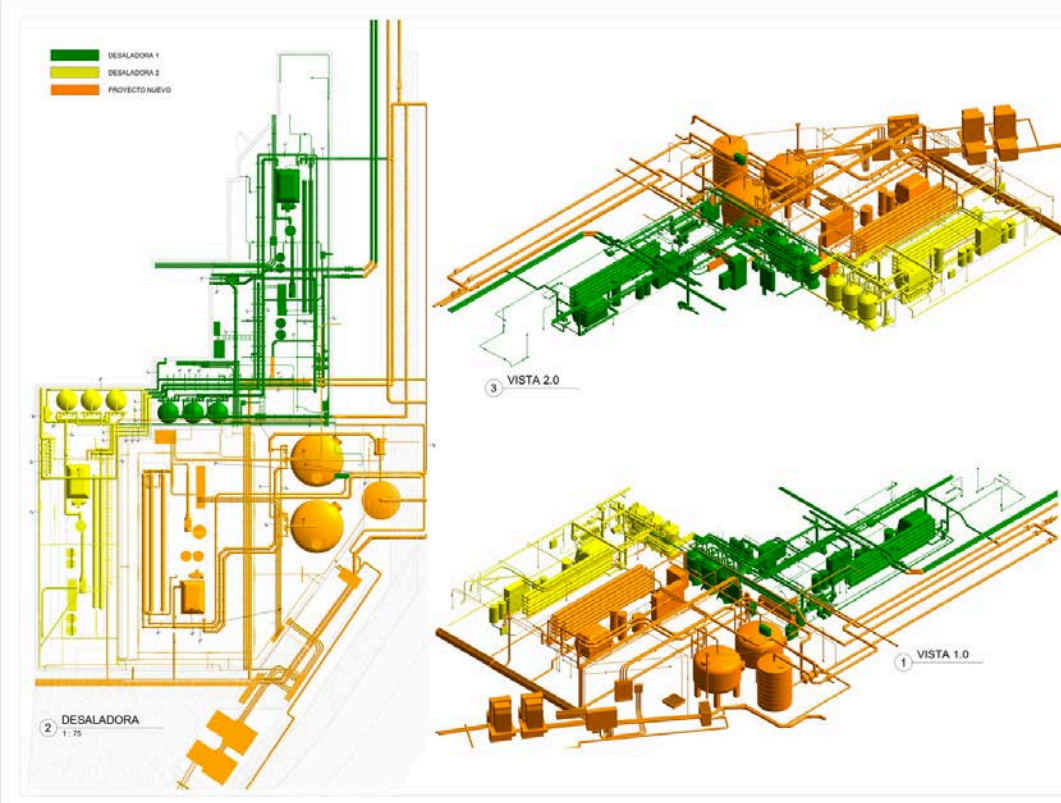 DESALADORA 1
DESALADORA 2
PROYECTO NUEVO
3 VISTA 2.0
1 VISTA 1.0
2 DESALADORA
1 : 75